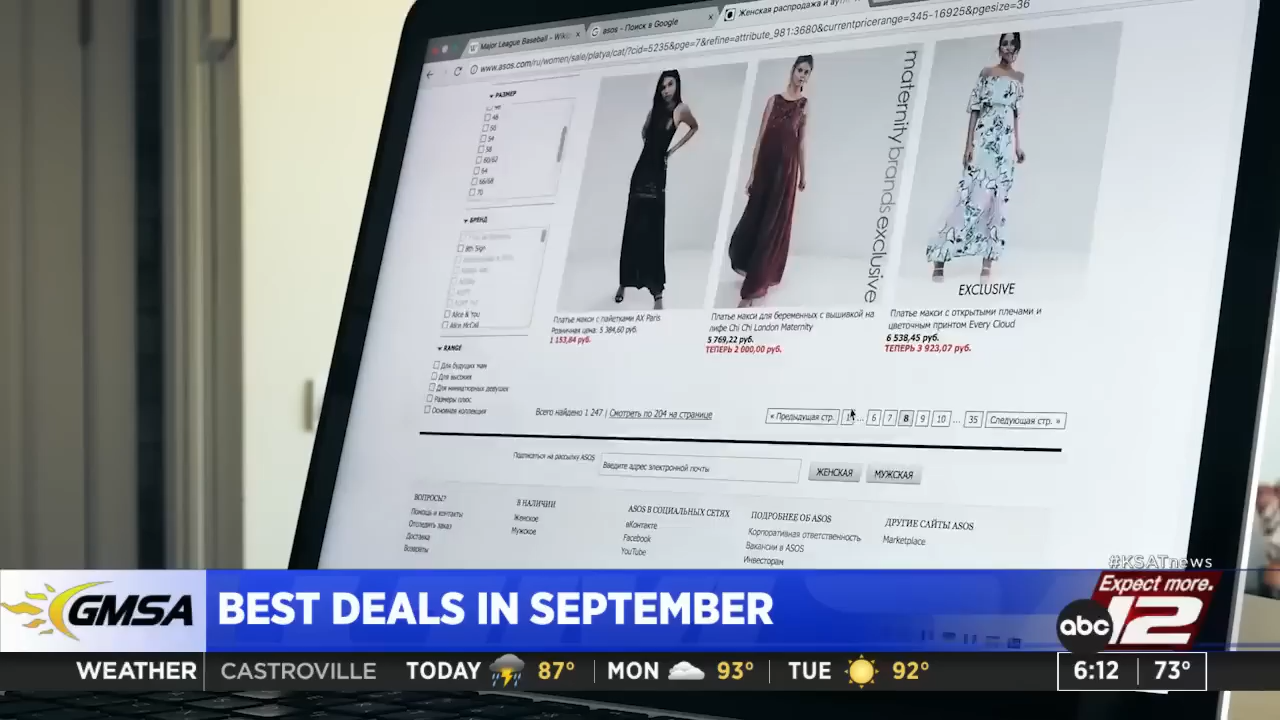 Major League Baseball - Wikip
asos - Поиск в Google
Женская распродажа и аутл
www.asos.com/ru/women/sale/platya/cat/?cid=5235&pge=7&refine=attribute_981:3680&currentpricerange=345-16925&pgesize=36
РАЗМЕР
48
50
54
58
60/62
64
66/68
70
БРЕНД
8th Sign
Alice & You
Alice McCall
RANGE
Для будущих мам
Для высоких
Для миниатюрных девушек
Размеры плюс
Основная коллекция
maternity brands exclusive
EXCLUSIVE
Платье макси с пайетками AX Paris
Розничная цена: 5 384,60 руб.
1 153,84 руб.
Платье макси для беременных с вышивкой на
лифе Chi Chi London Maternity
5 769,22 руб.
ТЕПЕРЬ 2 000,00 руб.
Платье макси с открытыми плечами и
цветочным принтом Every Cloud
6 538,45 руб.
ТЕПЕРЬ 3 923,07 руб.
Всего найдено 1 247 | Смотреть по 204 на странице
« Предыдущая стр. 1 ... 6 7 8 9 10 ... 35 Следующая стр. »
Подписаться на рассылку ASOS
Введите адрес электронной почты
ЖЕНСКАЯ
МУЖСКАЯ
ВОПРОСЫ?
Помощь и контакты
Отследить заказ
Доставка
Возвраты
В НАЛИЧИИ
Женское
Мужское
ASOS В СОЦИАЛЬНЫХ СЕТЯХ
вКонтакте
Facebook
YouTube
ПОДРОБНЕЕ ОБ ASOS
Корпоративная ответственность
Вакансии в ASOS
Инвесторам
ДРУГИЕ САЙТЫ ASOS
Marketplace
#KSATnews
GMSA
BEST DEALS IN SEPTEMBER
Expect more.
abc 12
WEATHER CASTROVILLE TODAY 87° MON 93° TUE 92°
6:12 73°